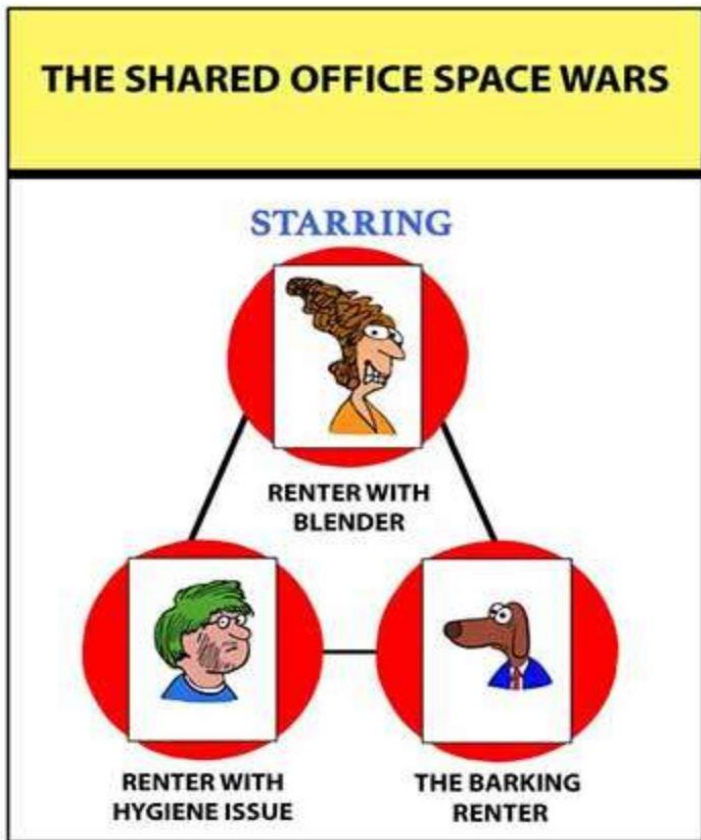 THE SHARED OFFICE SPACE WARS
STARRING
RENTER WITH
BLENDER
RENTER WITH
HYGIENE ISSUE
THE BARKING
RENTER